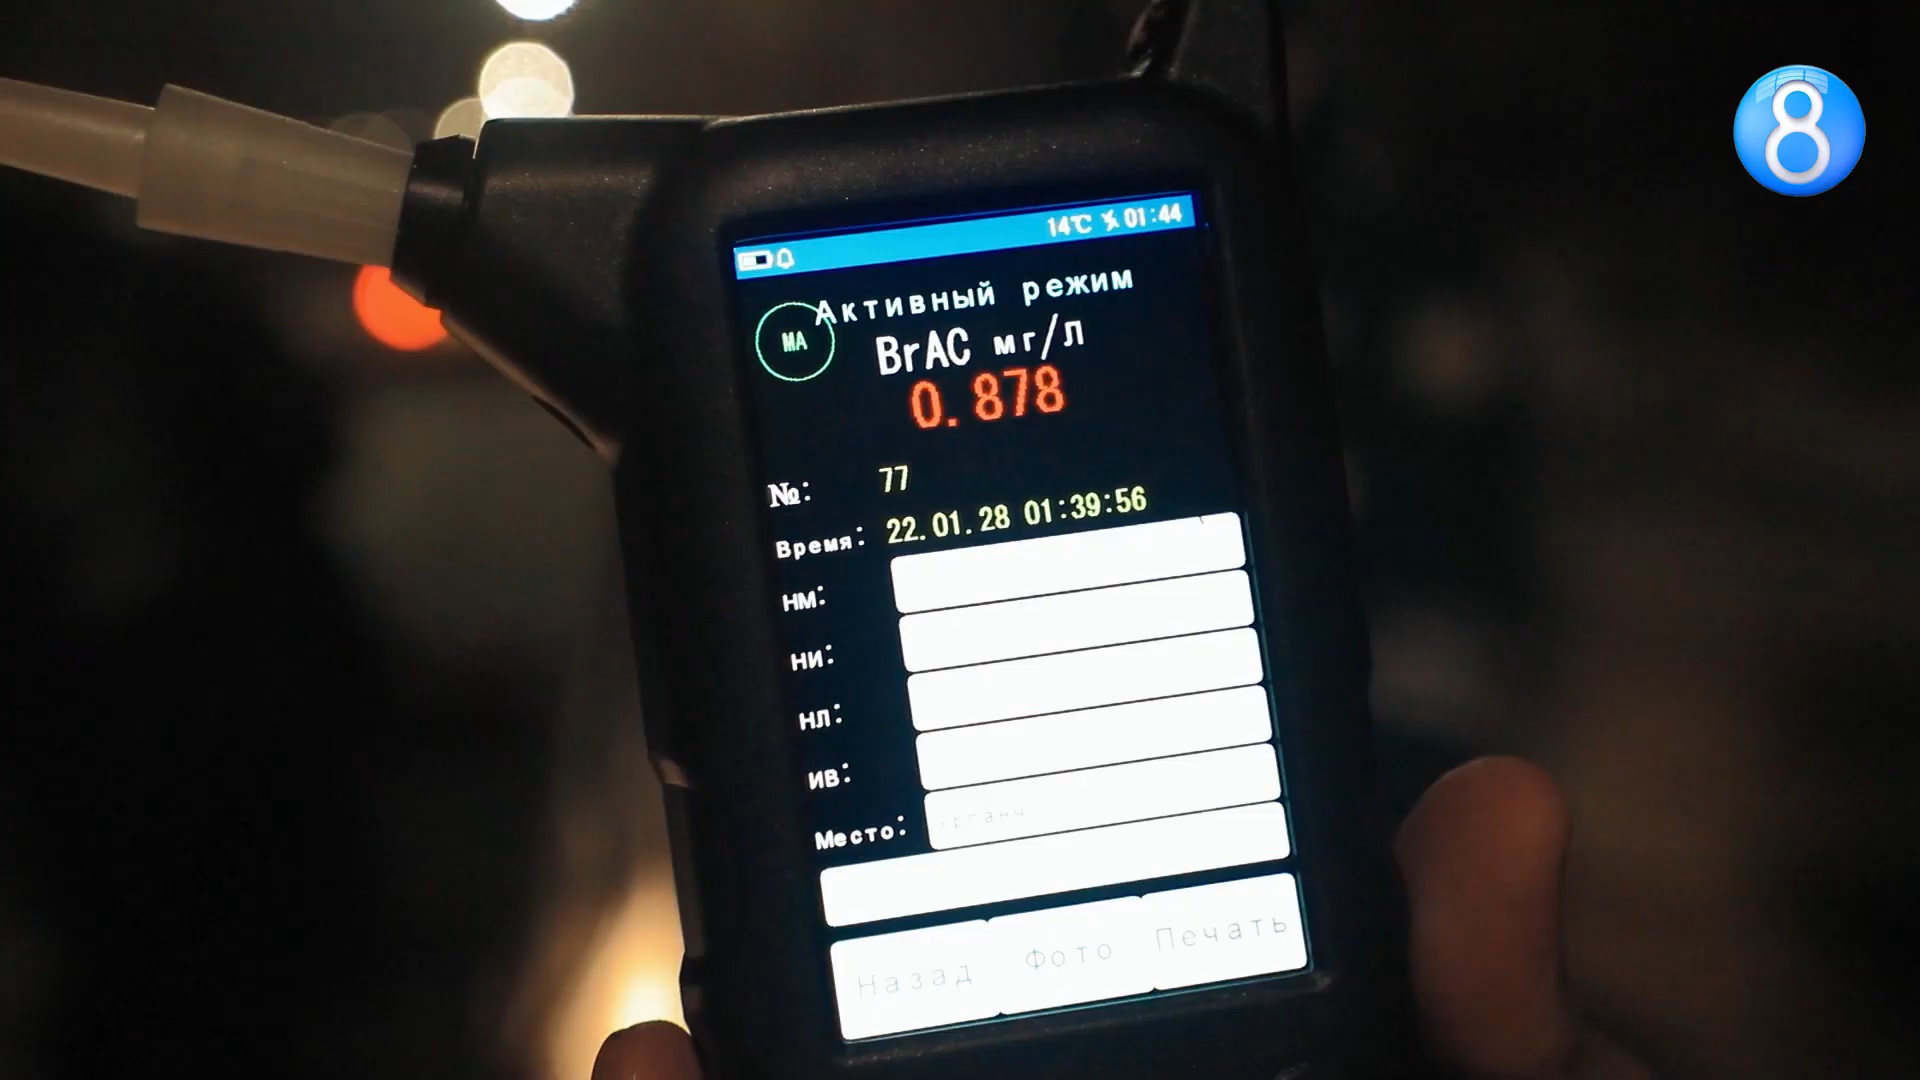 8
14℃ 01:44
Активный режим
МА
BrAC мг/л
0.878
№: 77
Время: 22.01.28 01:39:56
нм:
ни:
нл:
ив:
Место:
Назад Фото Печать